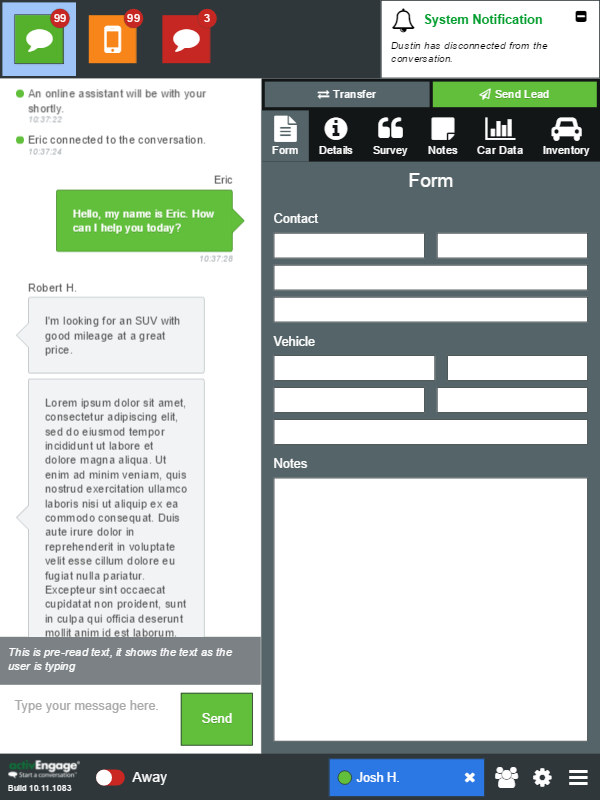 99
99
3
System Notification
Dustin has disconnected from the
conversation.
An online assistant will be with your
shortly.
10:37:22
Eric connected to the conversation.
10:37:24
Eric
Hello, my name is Eric. How
can I help you today?
10:37:26
Robert H.
I'm looking for an SUV with
good mileage at a great
price.
Lorem ipsum dolor sit amet,
consectetur adipiscing elit,
sed do eiusmod tempor
incididunt ut labore et
dolore magna aliqua. Ut
enim ad minim veniam, quis
nostrud exercitation ullamco
laboris nisi ut aliquip ex ea
commodo consequat. Duis
aute irure dolor in
reprehenderit in voluptate
velit esse cillum dolore eu
fugiat nulla pariatur.
Excepteur sint occaecat
cupidatat non proident, sunt
in culpa qui officia deserunt
mollit anim id est laborum.
This is pre-read text, it shows the text as the
user is typing
Type your message here.
Send
Transfer
Send Lead
Form
Details
Survey
Notes
Car Data
Inventory
Form
Contact
Vehicle
Notes
activEngage
Start a conversation
Build 10.11.1083
Away
Josh H.